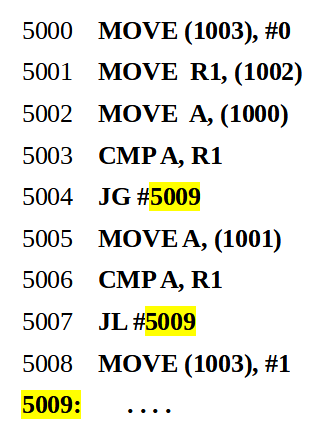 5000 MOVE (1003), #0
5001 MOVE R1, (1002)
5002 MOVE A, (1000)
5003 CMP A, R1
5004 JG #5009
5005 MOVE A, (1001)
5006 CMP A, R1
5007 JL #5009
5008 MOVE (1003), #1
5009: . . . .